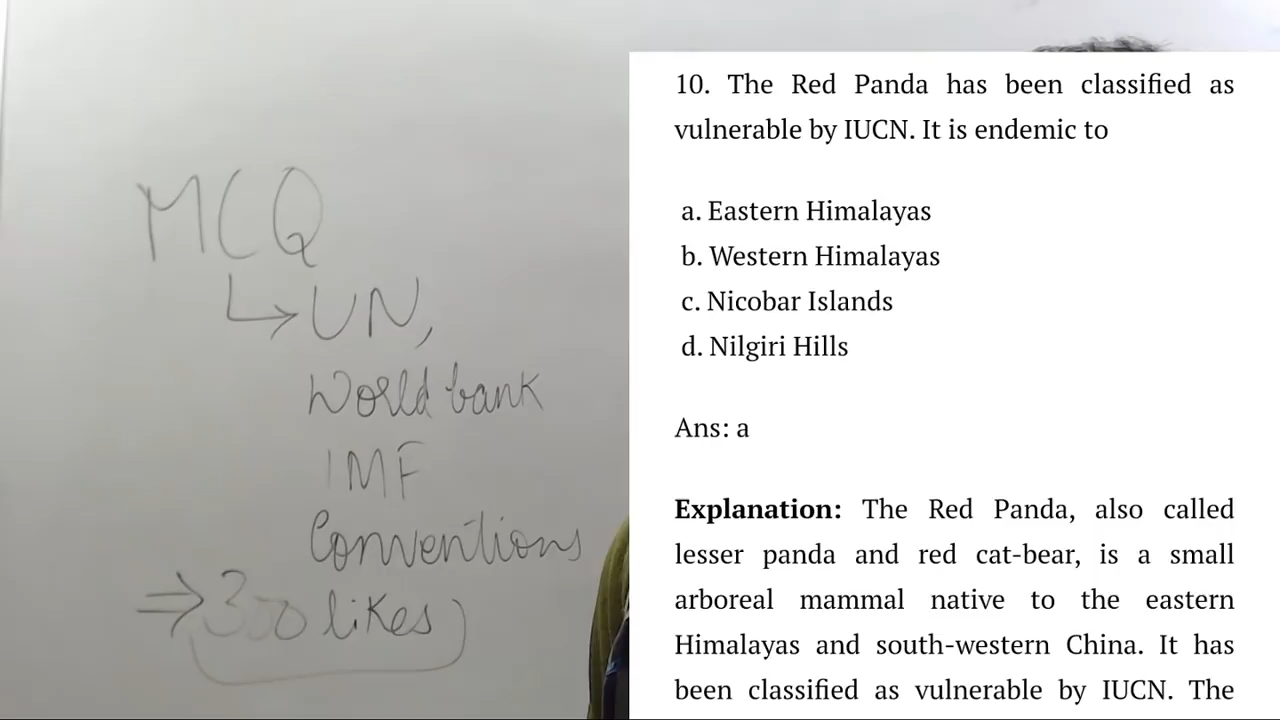 MCQ
UN,
World bank
IMF
Conventions
⇒ 300 likes
10. The Red Panda has been classified as
vulnerable by IUCN. It is endemic to
a. Eastern Himalayas
b. Western Himalayas
c. Nicobar Islands
d. Nilgiri Hills
Ans: a
Explanation: The Red Panda, also called
lesser panda and red cat-bear, is a small
arboreal mammal native to the eastern
Himalayas and south-western China. It has
been classified as vulnerable by IUCN. The